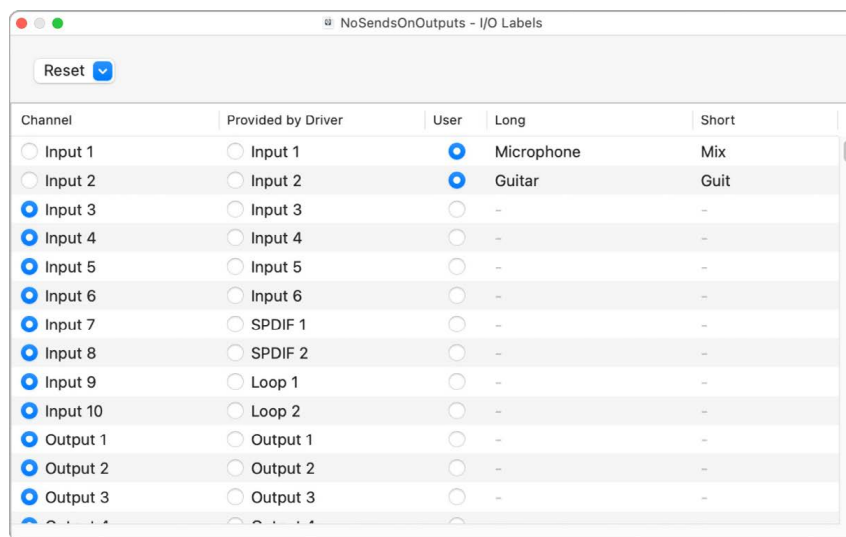 NoSendsOnOutputs - I/O Labels
Reset
Channel Provided by Driver User Long Short
Input 1 Input 1 Microphone Mix
Input 2 Input 2 Guitar Guit
Input 3 Input 3 - -
Input 4 Input 4 - -
Input 5 Input 5 - -
Input 6 Input 6 - -
Input 7 SPDIF 1 - -
Input 8 SPDIF 2 - -
Input 9 Loop 1 - -
Input 10 Loop 2 - -
Output 1 Output 1 - -
Output 2 Output 2 - -
Output 3 Output 3 - -